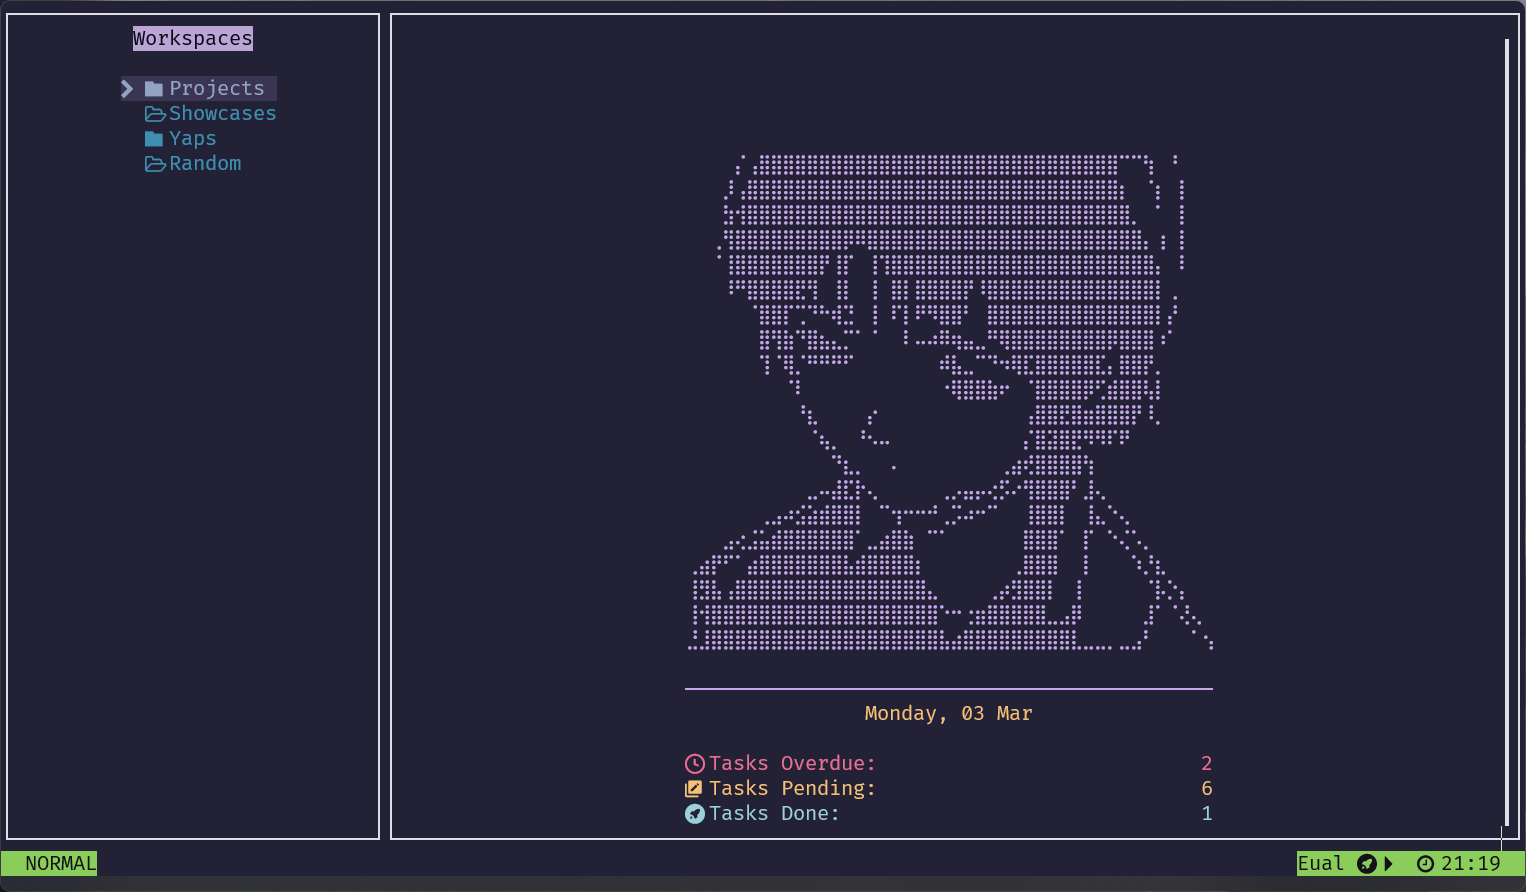 Workspaces
Projects
Showcases
Yaps
Random
Monday, 03 Mar
Tasks Overdue: 2
Tasks Pending: 6
Tasks Done: 1
NORMAL
Eual 21:19